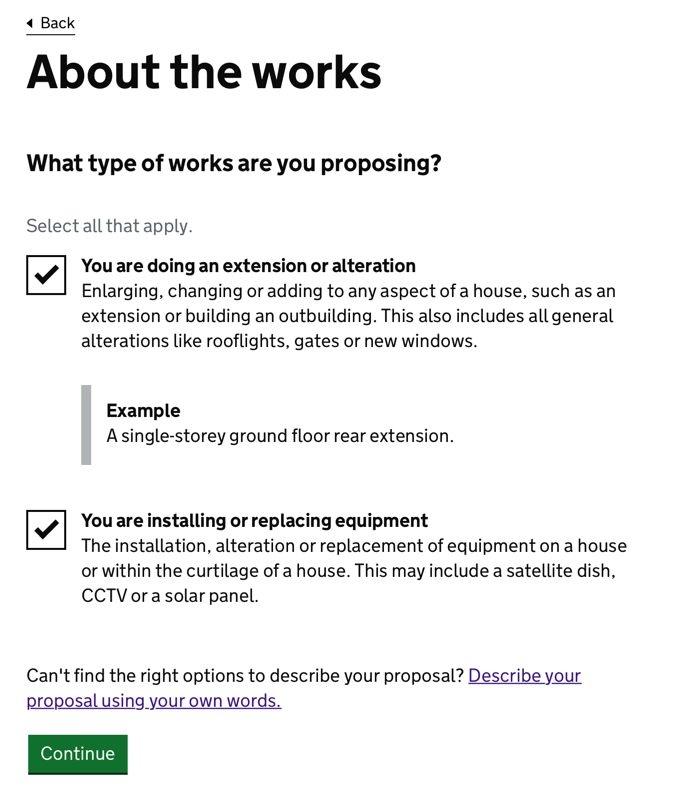 Back
About the works
What type of works are you proposing?
Select all that apply.
You are doing an extension or alteration
Enlarging, changing or adding to any aspect of a house, such as an
extension or building an outbuilding. This also includes all general
alterations like rooflights, gates or new windows.
Example
A single-storey ground floor rear extension.
You are installing or replacing equipment
The installation, alteration or replacement of equipment on a house
or within the curtilage of a house. This may include a satellite dish,
CCTV or a solar panel.
Can't find the right options to describe your proposal? Describe your
proposal using your own words.
Continue